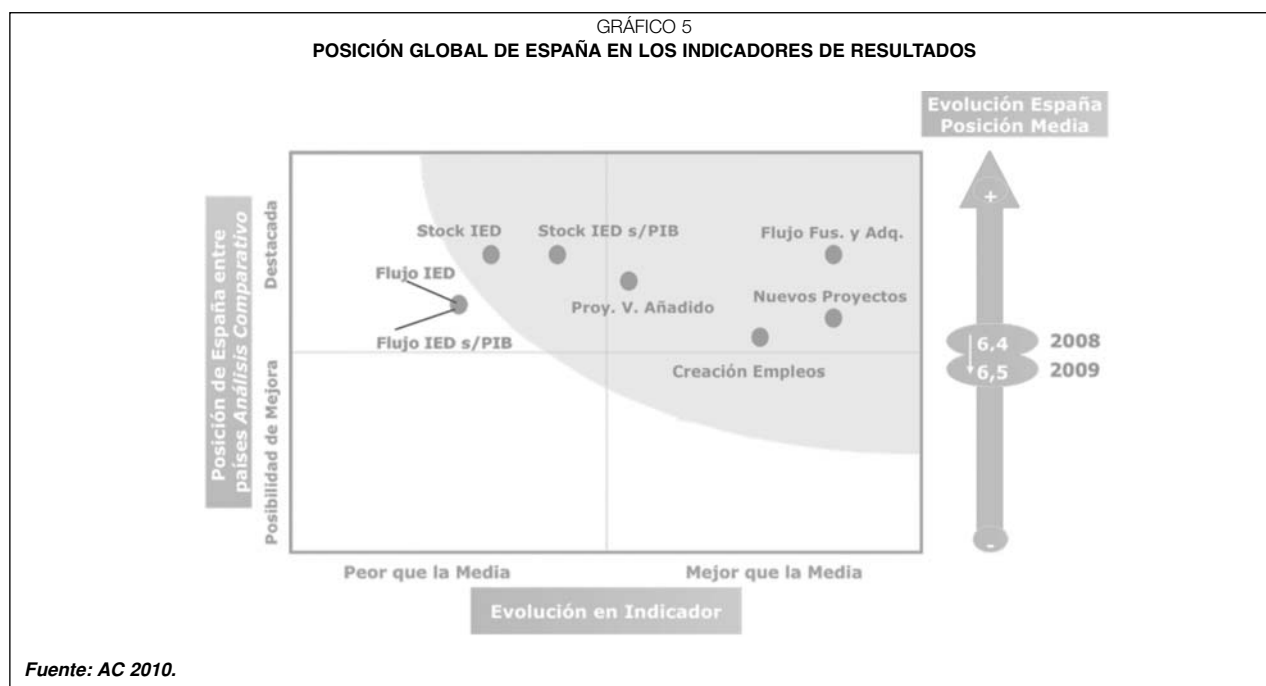 GRÁFICO 5
POSICIÓN GLOBAL DE ESPAÑA EN LOS INDICADORES DE RESULTADOS
Evolución España
Posición Media
+
Posición de España entre
países Análisis Comparativo
Destacada
Posibilidad de Mejora
Stock IED
Stock IED s/PIB
Flujo Fus. y Adq.
Flujo IED
Proy. V. Añadido
Nuevos Proyectos
Flujo IED s/PIB
Creación Empleos
6,4 2008
6,5 2009
-
Peor que la Media
Mejor que la Media
Evolución en Indicador
Fuente: AC 2010.